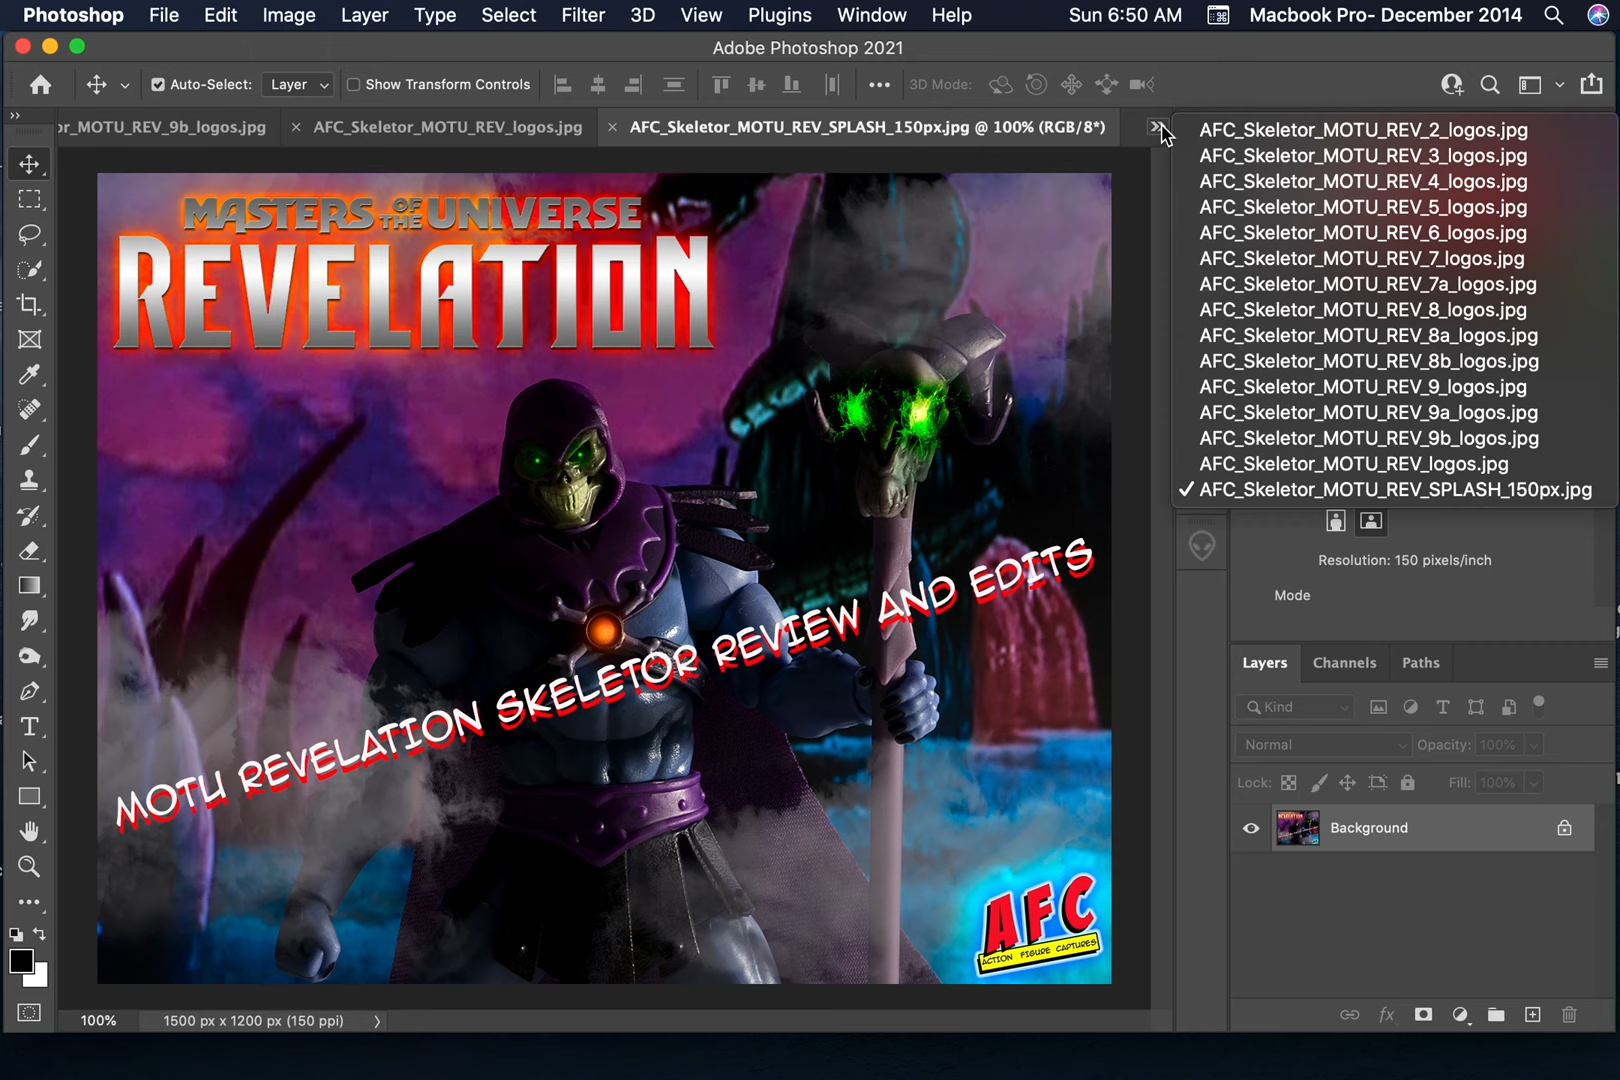 Photoshop File Edit Image Layer Type Select Filter 3D View Plugins Window Help Sun 6:50 AM Macbook Pro- December 2014
Adobe Photoshop 2021
Auto-Select: Layer Show Transform Controls 3D Mode:
or_MOTU_REV_9b_logos.jpg × AFC_Skeletor_MOTU_REV_logos.jpg × AFC_Skeletor_MOTU_REV_SPLASH_150px.jpg @ 100% (RGB/8*)
AFC_Skeletor_MOTU_REV_2_logos.jpg
AFC_Skeletor_MOTU_REV_3_logos.jpg
AFC_Skeletor_MOTU_REV_4_logos.jpg
AFC_Skeletor_MOTU_REV_5_logos.jpg
AFC_Skeletor_MOTU_REV_6_logos.jpg
AFC_Skeletor_MOTU_REV_7_logos.jpg
AFC_Skeletor_MOTU_REV_7a_logos.jpg
AFC_Skeletor_MOTU_REV_8_logos.jpg
AFC_Skeletor_MOTU_REV_8a_logos.jpg
AFC_Skeletor_MOTU_REV_8b_logos.jpg
AFC_Skeletor_MOTU_REV_9_logos.jpg
AFC_Skeletor_MOTU_REV_9a_logos.jpg
AFC_Skeletor_MOTU_REV_9b_logos.jpg
AFC_Skeletor_MOTU_REV_logos.jpg
✓ AFC_Skeletor_MOTU_REV_SPLASH_150px.jpg
MASTERS OF THE UNIVERSE
REVELATION
MOTU REVELATION SKELETOR REVIEW AND EDITS
AFC
ACTION FIGURE CAPTURES
Resolution: 150 pixels/inch
Mode
Layers Channels Paths
Kind
Normal Opacity: 100%
Lock: Fill: 100%
Background
100% 1500 px x 1200 px (150 ppi)